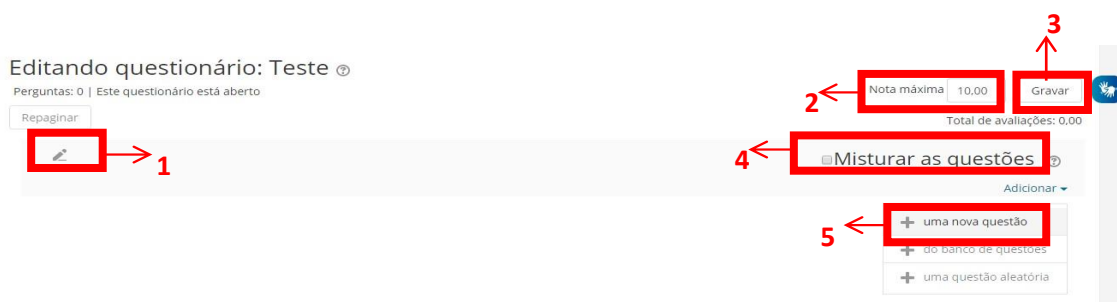 3
Editando questionário: Teste
Perguntas: 0 | Este questionário está aberto
2
Nota máxima 10,00
Gravar
Repaginar
Total de avaliações: 0,00
1
4
Misturar as questões
Adicionar
5
uma nova questão
do banco de questões
uma questão aleatória